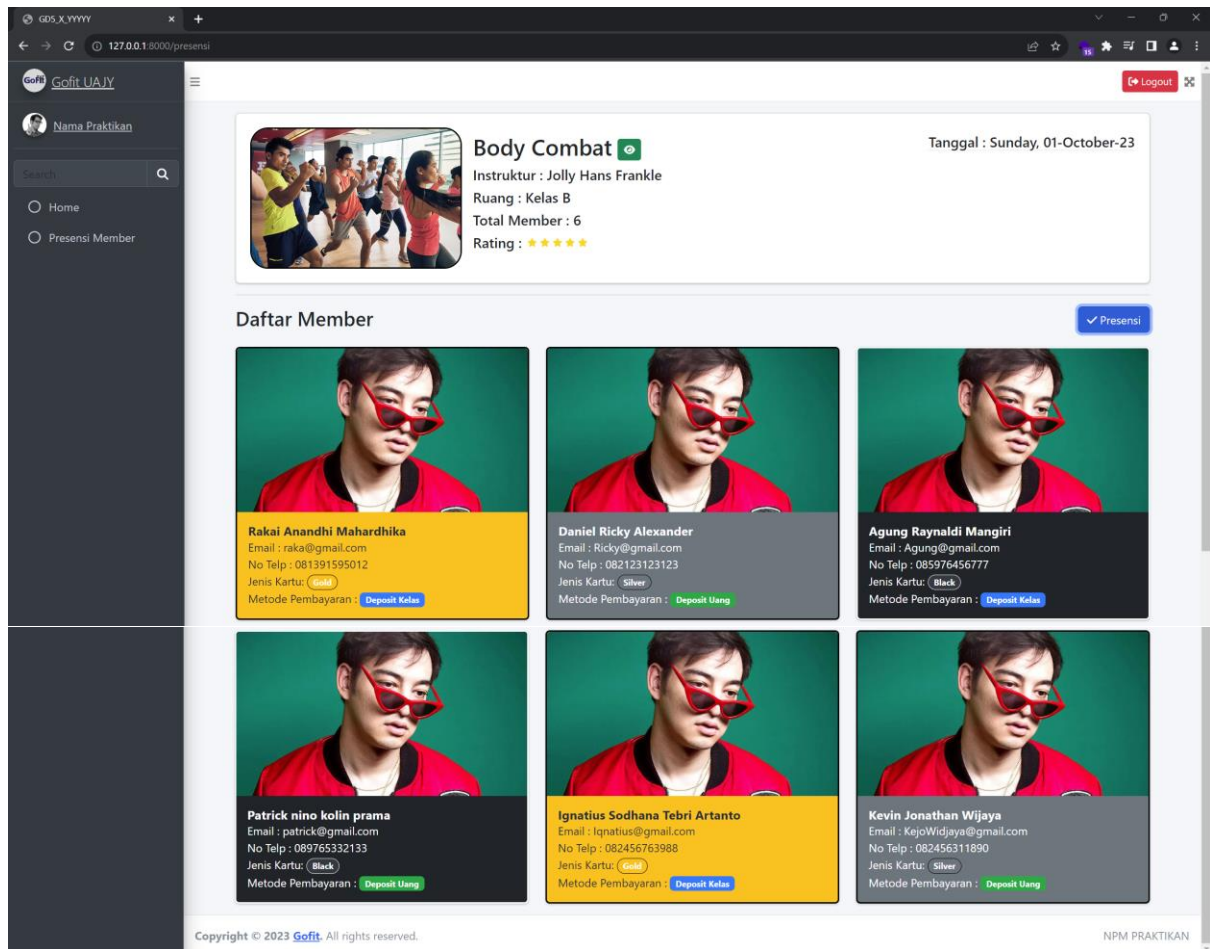 GD5_X_YYYYY
127.0.0.1:8000/presensi
15
Gofit
Gofit UAJY
Logout
Nama Praktikan
Search
Home
Presensi Member
Body Combat
Instruktur : Jolly Hans Frankle
Ruang : Kelas B
Total Member : 6
Rating :
Tanggal : Sunday, 01-October-23
Daftar Member
Presensi
Rakai Anandhi Mahardhika
Email : raka@gmail.com
No Telp : 081391595012
Jenis Kartu: Gold
Metode Pembayaran : Deposit Kelas
Daniel Ricky Alexander
Email : Ricky@gmail.com
No Telp : 082123123123
Jenis Kartu: Silver
Metode Pembayaran : Deposit Uang
Agung Raynaldi Mangiri
Email : Agung@gmail.com
No Telp : 085976456777
Jenis Kartu: Black
Metode Pembayaran : Deposit Kelas
Patrick nino kolin prama
Email : patrick@gmail.com
No Telp : 089765332133
Jenis Kartu: Black
Metode Pembayaran : Deposit Uang
Ignatius Sodhana Tebri Artanto
Email : Iqnatius@gmail.com
No Telp : 082456763988
Jenis Kartu: Gold
Metode Pembayaran : Deposit Kelas
Kevin Jonathan Wijaya
Email : KejoWidjaya@gmail.com
No Telp : 082456311890
Jenis Kartu: Silver
Metode Pembayaran : Deposit Uang
Copyright © 2023 Gofit. All rights reserved.
NPM PRAKTIKAN